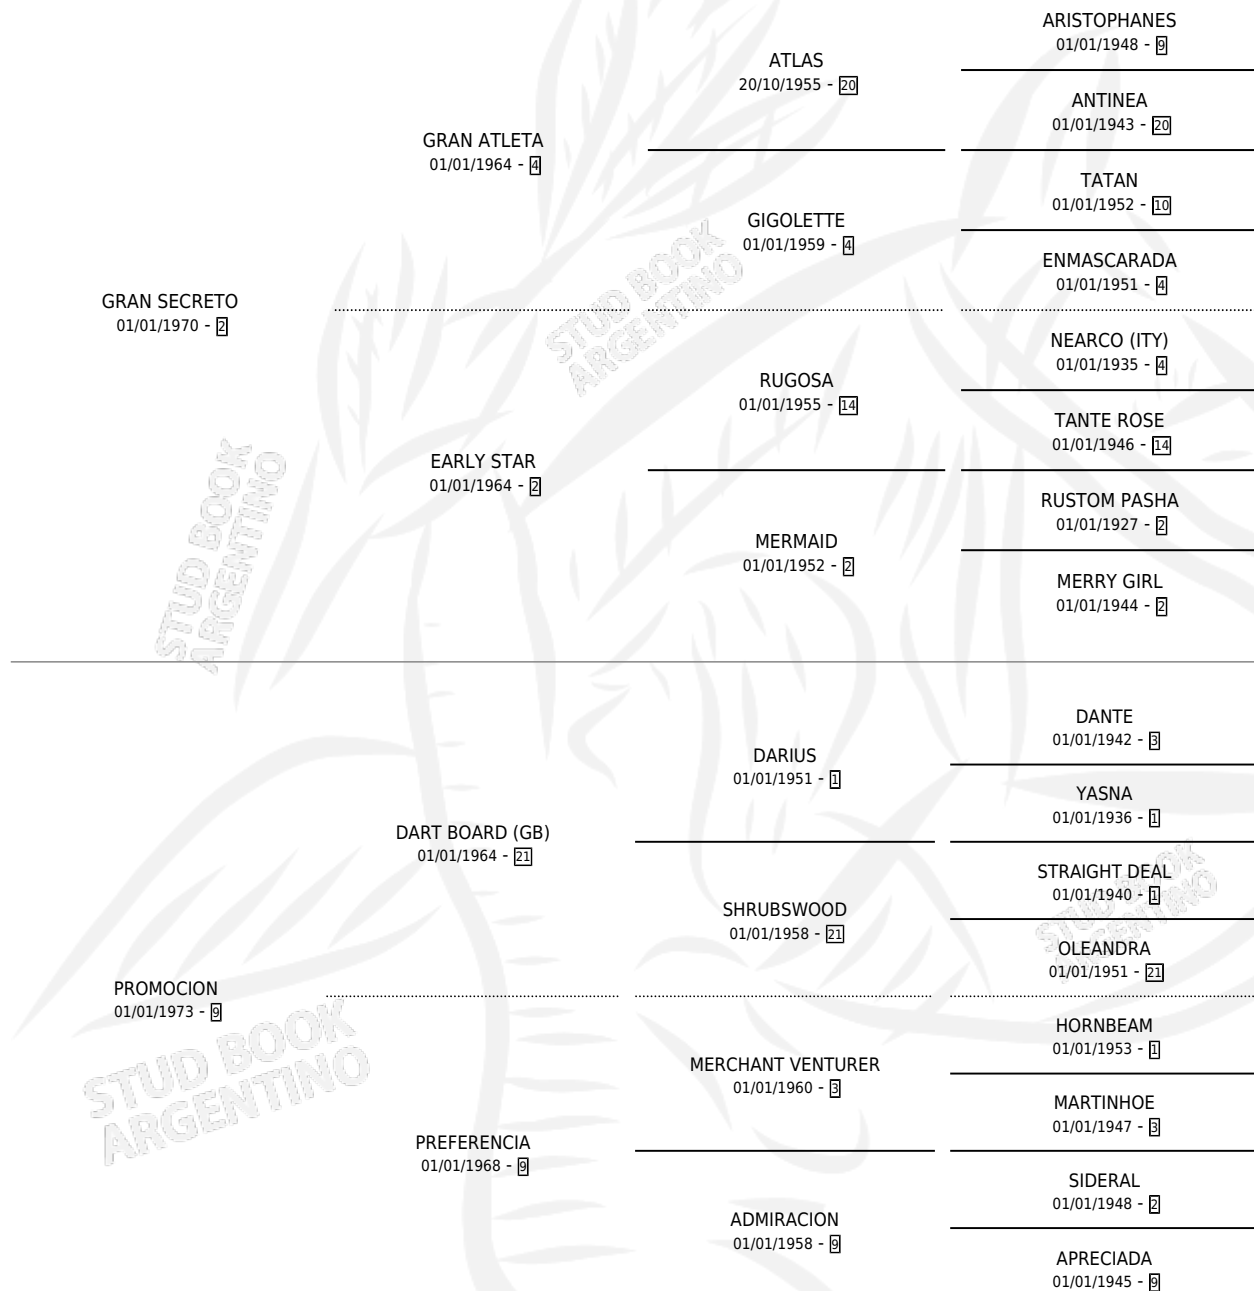 ARISTOPHANES
01/01/1948 - 9
ATLAS
20/10/1955 - 20
ANTINEA
01/01/1943 - 20
GRAN ATLETA
01/01/1964 - 4
TATAN
01/01/1952 - 10
GIGOLETTE
01/01/1959 - 4
ENMASCARADA
01/01/1951 - 4
GRAN SECRETO
01/01/1970 - 2
NEARCO (ITY)
01/01/1935 - 4
RUGOSA
01/01/1955 - 14
TANTE ROSE
01/01/1946 - 14
EARLY STAR
01/01/1964 - 2
RUSTOM PASHA
01/01/1927 - 2
MERMAID
01/01/1952 - 2
MERRY GIRL
01/01/1944 - 2
STUD BOOK
ARGENTINO
STUD BOOK
ARGENTINO
DANTE
01/01/1942 - 3
DARIUS
01/01/1951 - 1
YASNA
01/01/1936 - 1
DART BOARD (GB)
01/01/1964 - 21
STRAIGHT DEAL
01/01/1940 - 1
SHRUBSWOOD
01/01/1958 - 21
OLEANDRA
01/01/1951 - 21
PROMOCION
01/01/1973 - 9
HORNBEAM
01/01/1953 - 1
MERCHANT VENTURER
01/01/1960 - 3
MARTINHOE
01/01/1947 - 3
PREFERENCIA
01/01/1968 - 9
SIDERAL
01/01/1948 - 2
ADMIRACION
01/01/1958 - 9
APRECIADA
01/01/1945 - 9
STUD BOOK
ARGENTINO
STUD BOOK
ARGENTINO